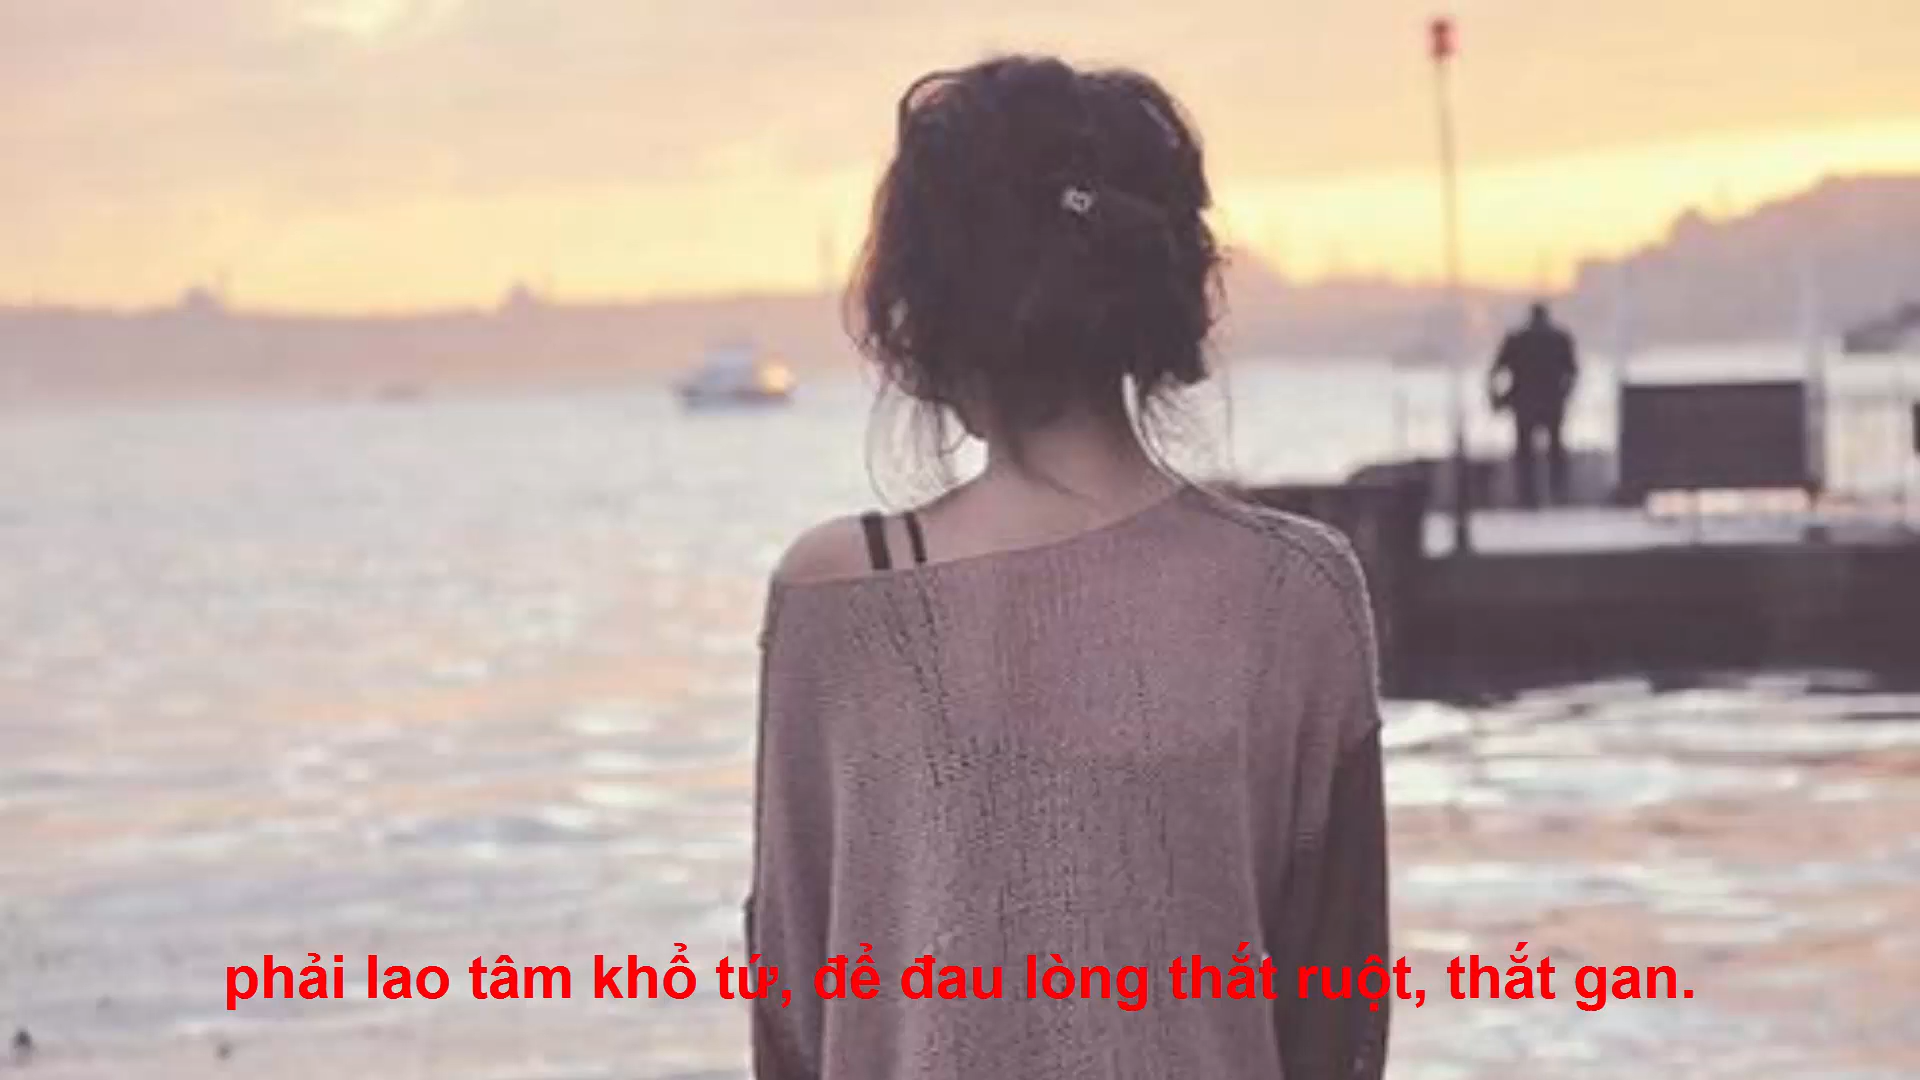 phải lao tâm khổ tứ, để đau lòng thắt ruột, thắt gan.